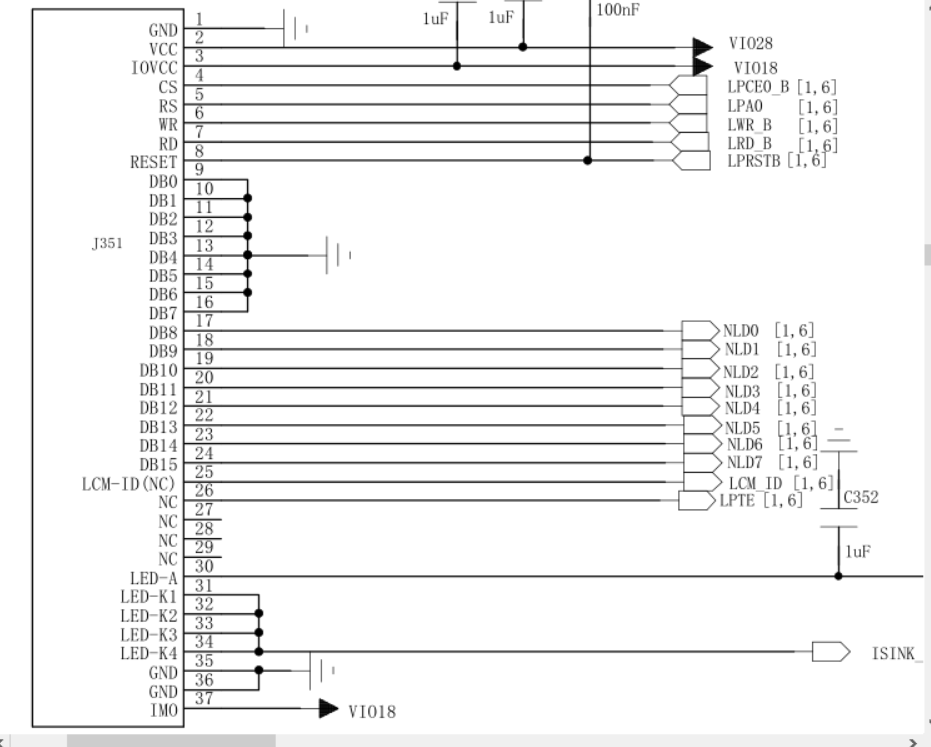 1uF 1uF 100nF
GND 1
VCC 2 VIO28
IOVCC 3 VIO18
CS 4 LPCE0_B [1,6]
RS 5 LPA0 [1,6]
WR 6 LWR_B [1,6]
RD 7 LRD_B [1,6]
RESET 8 LPRSTB [1,6]
DB0 9
DB1 10
DB2 11
DB3 12
J351
DB4 13
DB5 14
DB6 15
DB7 16
DB8 17 NLD0 [1,6]
DB9 18 NLD1 [1,6]
DB10 19 NLD2 [1,6]
DB11 20 NLD3 [1,6]
DB12 21 NLD4 [1,6]
DB13 22 NLD5 [1,6]
DB14 23 NLD6 [1,6]
DB15 24 NLD7 [1,6]
LCM-ID(NC) 25 LCM_ID [1,6]
NC 26 LPTE [1,6] C352
NC 27
NC 28
NC 29 1uF
LED-A 30
LED-K1 31
LED-K2 32
LED-K3 33
LED-K4 34 ISINK_
GND 35
GND 36
IMO 37 VIO18